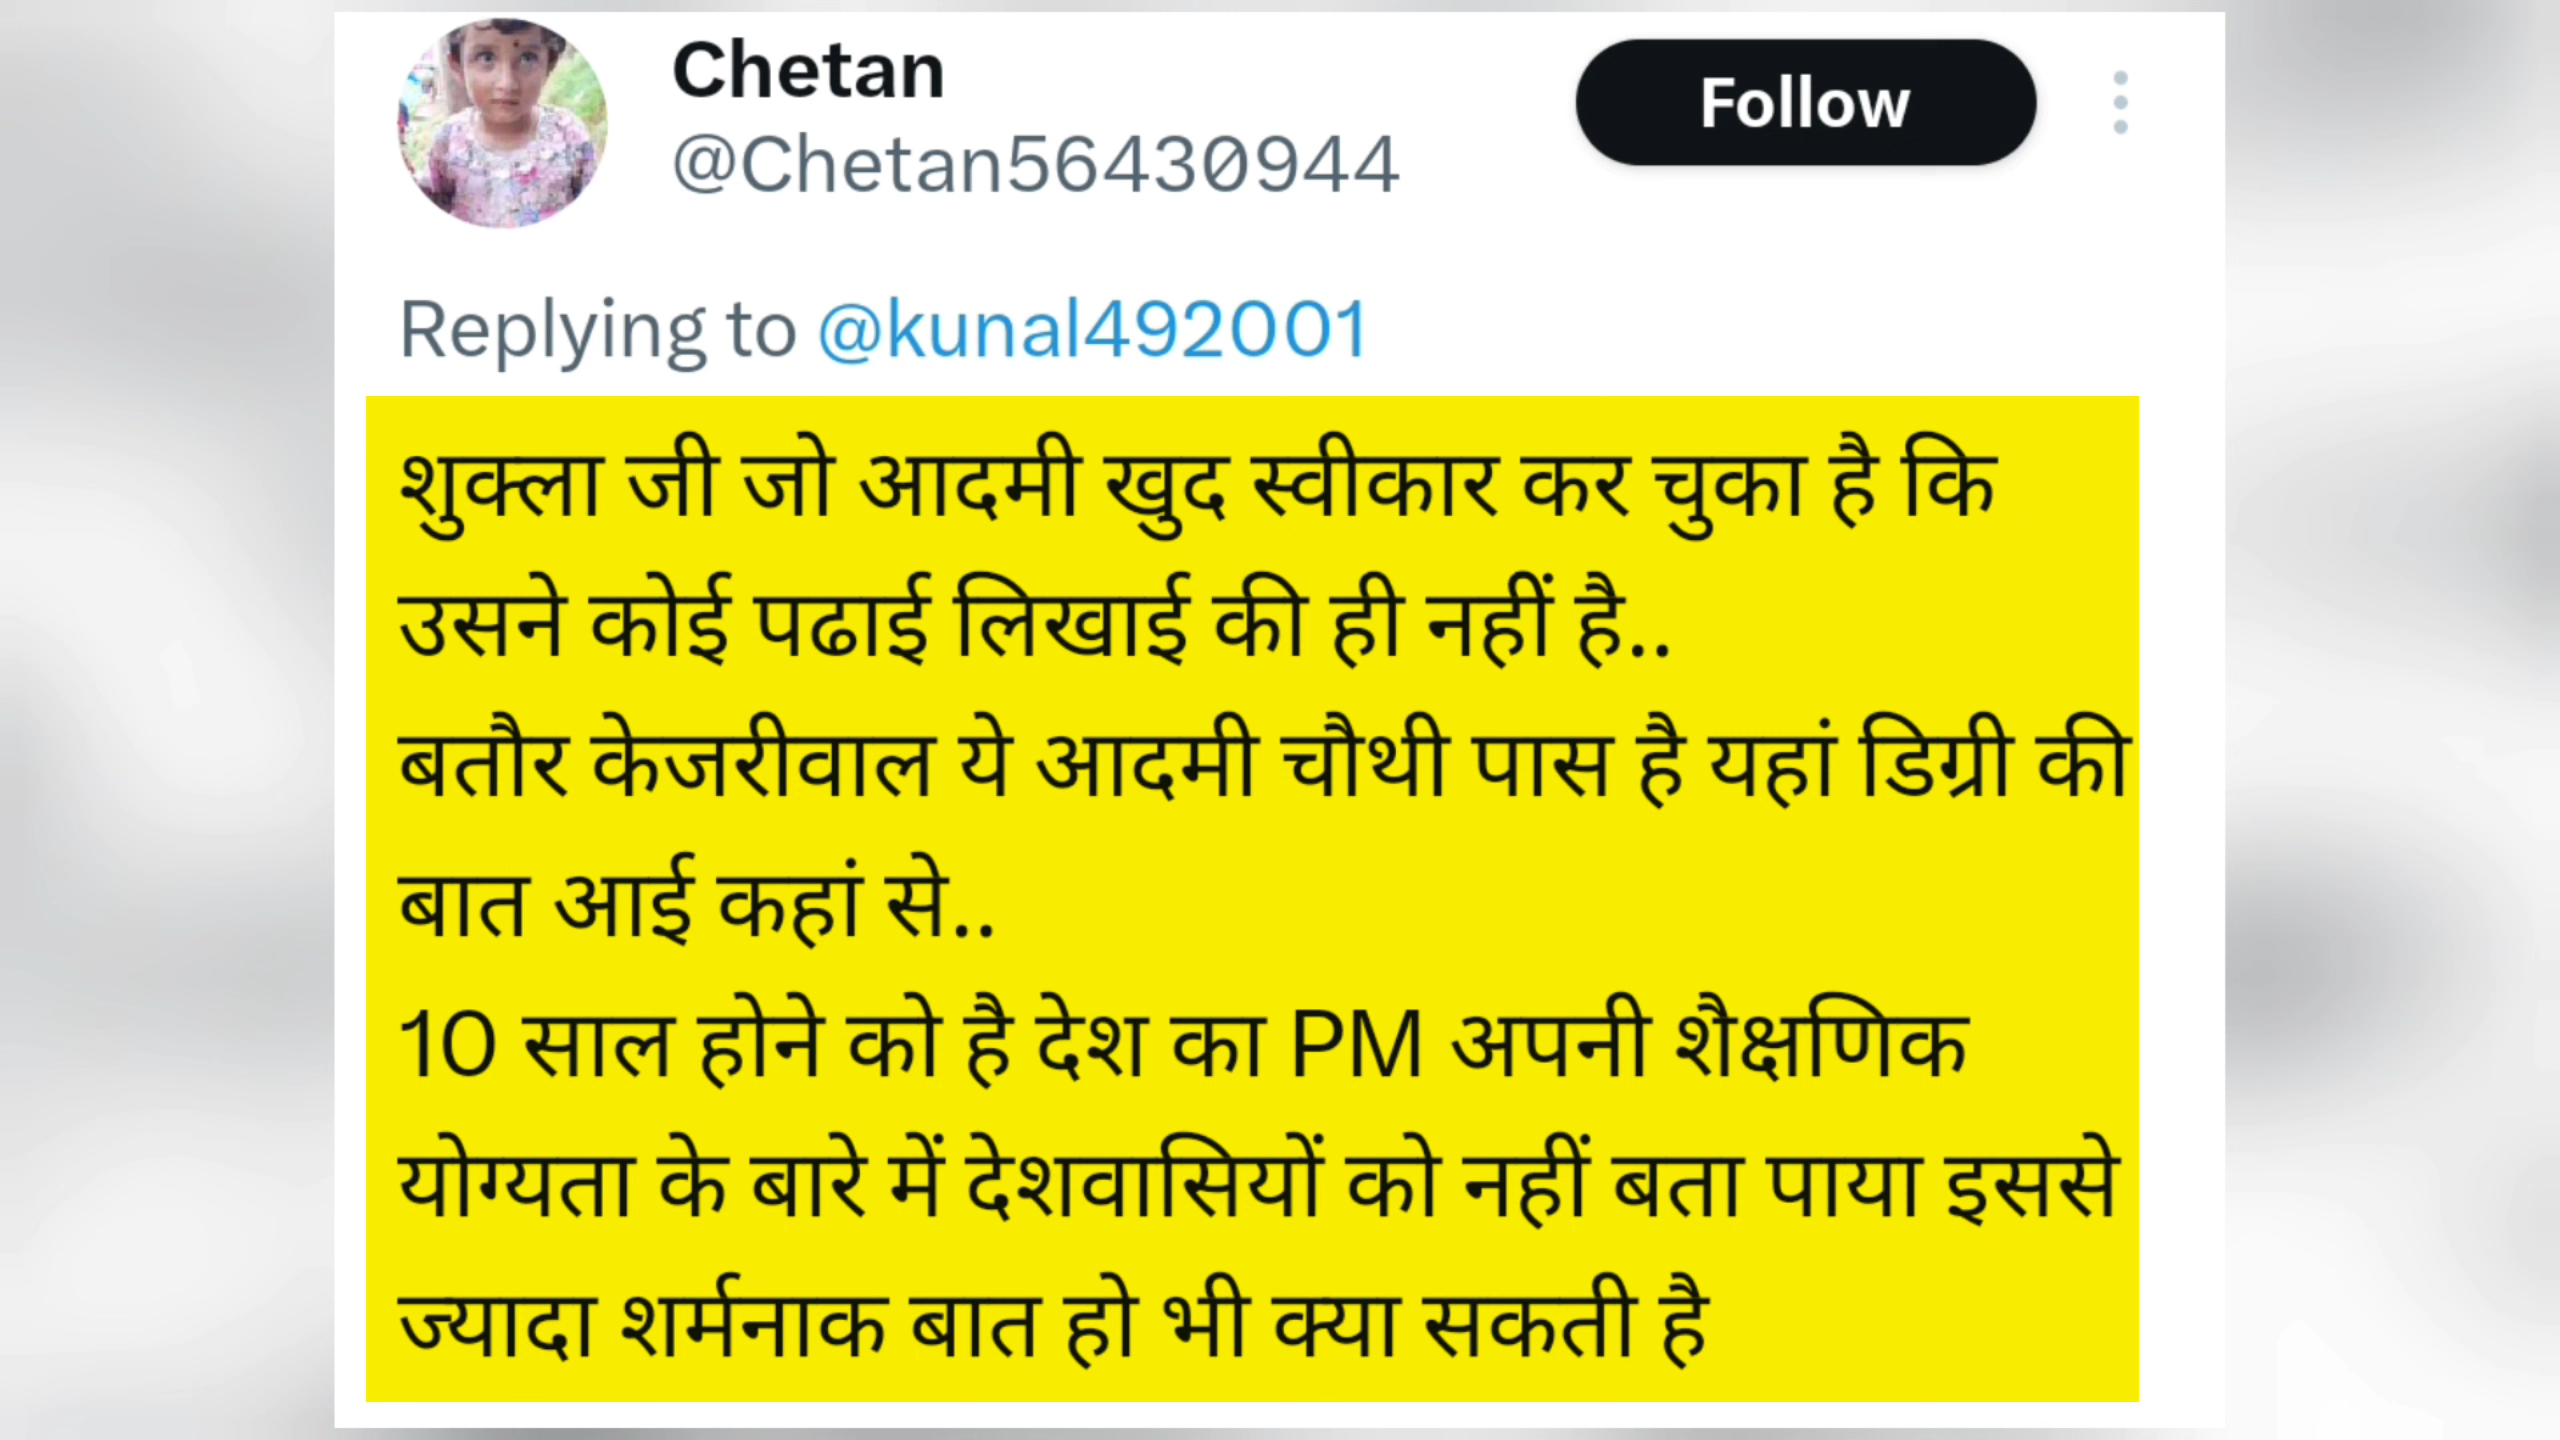 Chetan
@Chetan56430944
Follow
Replying to @kunal492001
शुक्ला जी जो आदमी खुद स्वीकार कर चुका है कि
उसने कोई पढाई लिखाई की ही नहीं है..
बतौर केजरीवाल ये आदमी चौथी पास है यहां डिग्री की
बात आई कहां से..
10 साल होने को है देश का PM अपनी शैक्षणिक
योग्यता के बारे में देशवासियों को नहीं बता पाया इससे
ज्यादा शर्मनाक बात हो भी क्या सकती है